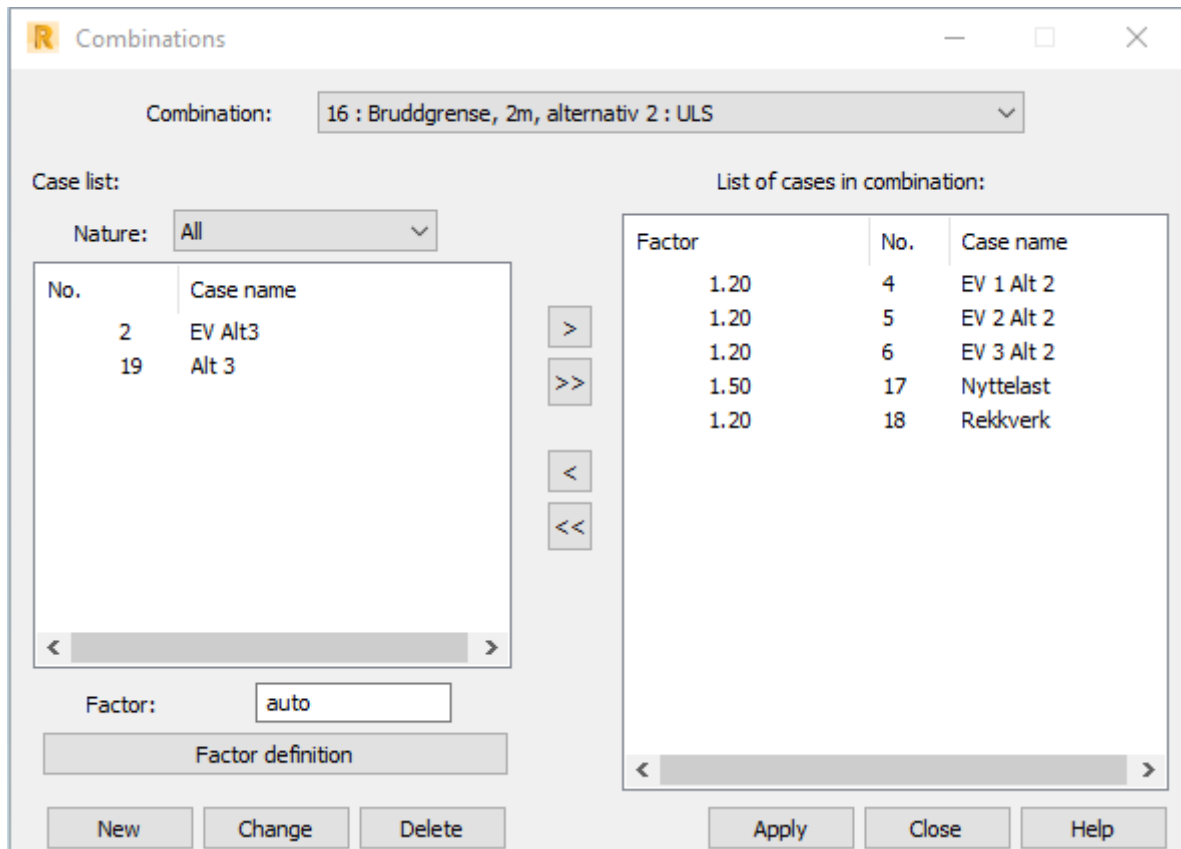 R Combinations
Combination: 16 : Bruddgrense, 2m, alternativ 2 : ULS
Case list:
Nature: All
No. Case name
2 EV Alt3
19 Alt 3
>
>>
<
<<
Factor: auto
Factor definition
New Change Delete
List of cases in combination:
Factor No. Case name
1.20 4 EV 1 Alt 2
1.20 5 EV 2 Alt 2
1.20 6 EV 3 Alt 2
1.50 17 Nyttelast
1.20 18 Rekkverk
Apply Close Help